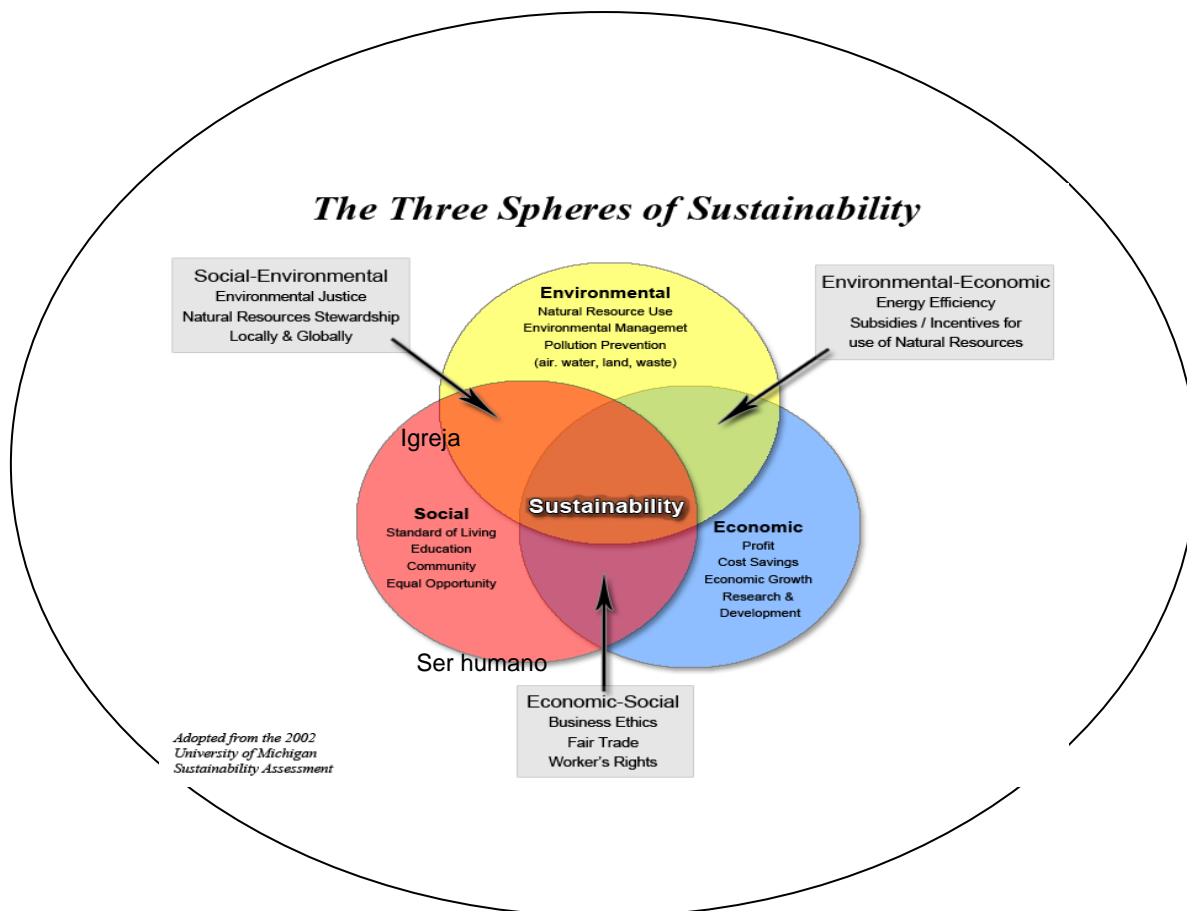 The Three Spheres of Sustainability
Social-Environmental
Environmental Justice
Natural Resources Stewardship
Locally & Globally
Environmental
Natural Resource Use
Environmental Managemet
Pollution Prevention
(air. water, land, waste)
Environmental-Economic
Energy Efficiency
Subsidies / Incentives for
use of Natural Resources
Igreja
Sustainability
Social
Standard of Living
Education
Community
Equal Opportunity
Economic
Profit
Cost Savings
Economic Growth
Research &
Development
Ser humano
Economic-Social
Business Ethics
Fair Trade
Worker's Rights
Adopted from the 2002
University of Michigan
Sustainability Assessment